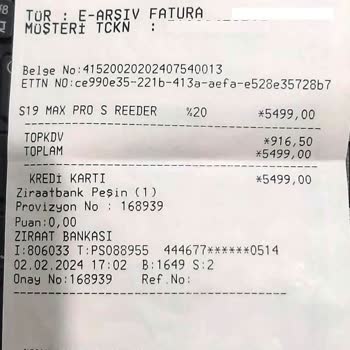 TÜR : E-ARSIV FATURA
MÜSTERİ TCKN :
Belge No:41520020202407540013
ETTN NO:ce990e35-221b-413a-aefa-e528e35728b7
S19 MAX PRO S REEDER %20 *5499,00
TOPKDV *916,50
TOPLAM *5499,00
KREDİ KARTI *5499,00
Ziraatbank Peşin (1)
Provizyon No : 168939
Puan:0,00
ZIRAAT BANKASI
I:806033 T:PS088955 444677******0514
02.02.2024 17:02 B:1649 S:2
Onay No:168939 Ref.No: